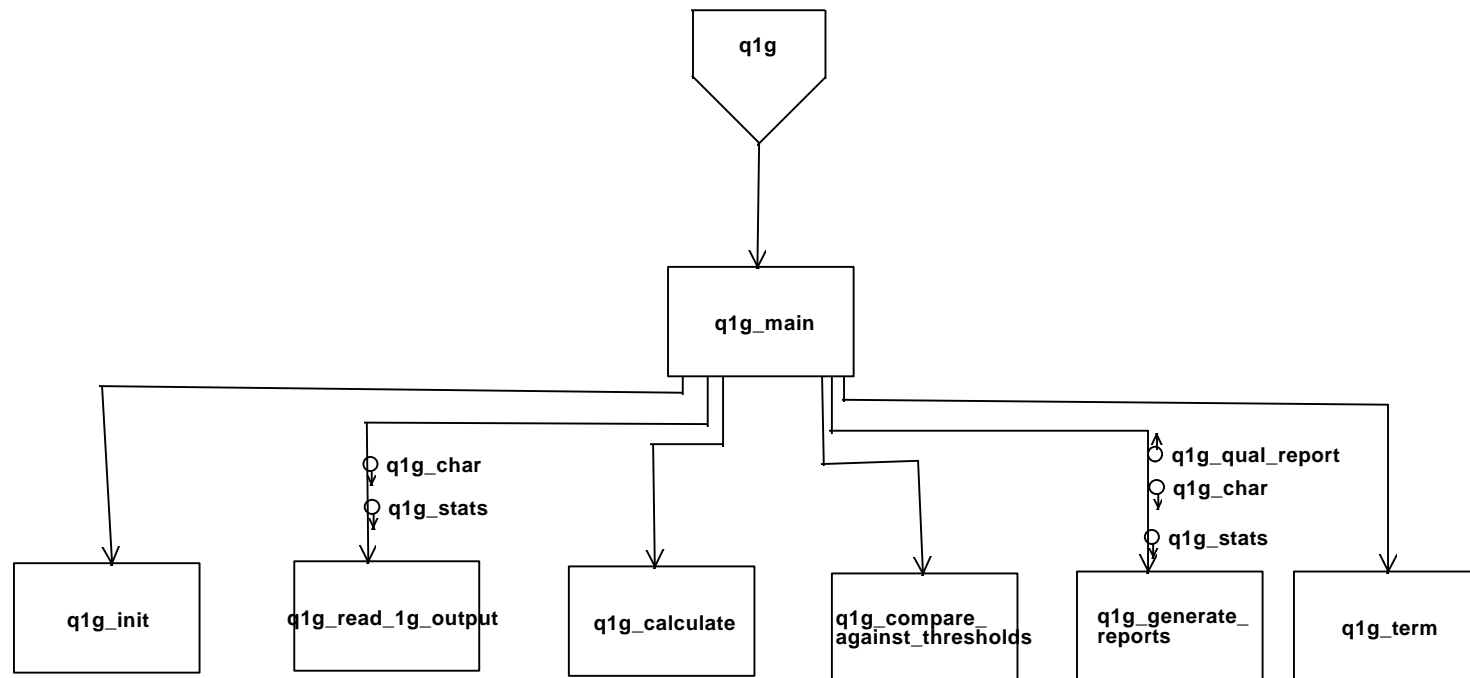 q1g
q1g_main
q1g_char
q1g_stats
q1g_qual_report
q1g_char
q1g_stats
q1g_init
q1g_read_1g_output
q1g_calculate
q1g_compare_
against_thresholds
q1g_generate_
reports
q1g_term